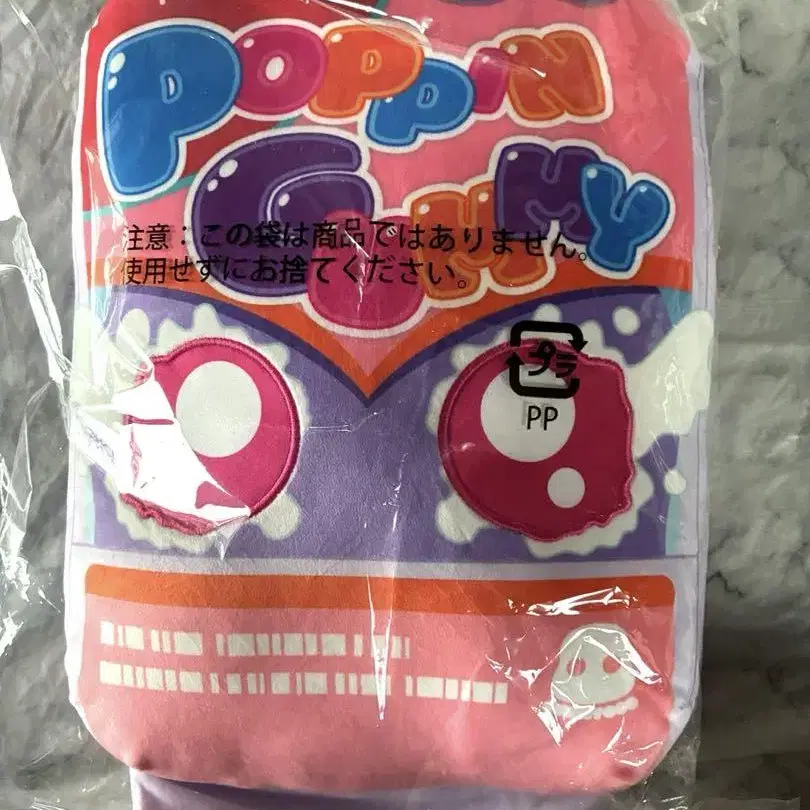 POPPiN
GUMMY
注意：この袋は商品ではありません。
使用せずにお捨てください。
プラ
PP